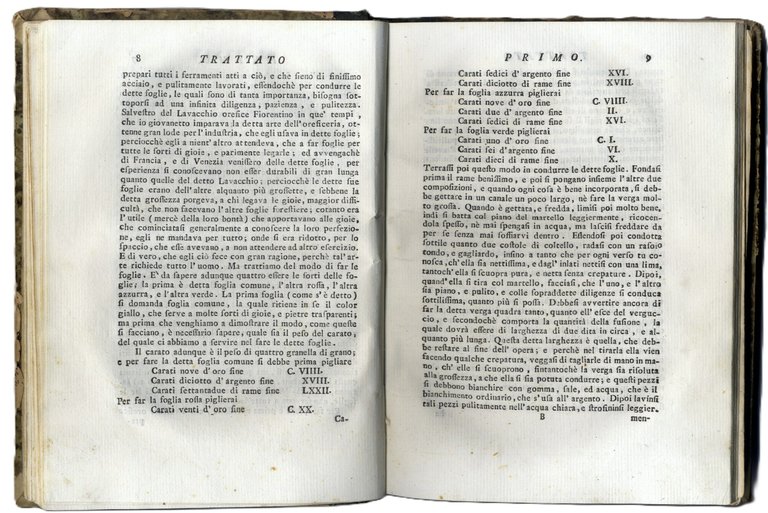 8 TRATTATO
prepari tutti i ferramenti atti a ciò, e che sieno di finissimo
acciaio, e pulitamente lavorati, essendochè per condurre le
dette foglie, le quali sono di tanta importanza, bisogna sot-
toporsi ad una infinita diligenza, pazienza, e pulitezza.
Salvestro del Lavacchio orefice Fiorentino in que' tempi,
che io giovanetto imparava la detta arte dell'oreficeria, otten-
ne gran lode per l'industria, che egli usava in dette foglie;
perciocchè egli a nient'altro attendeva, che a far foglie per
tutte le sorti di gioie, e parimente legarle; ed avvengachè
di Francia, e di Venezia venissero delle dette foglie, per
esperienza si conoscevano non esser durabili di gran lunga
quanto quelle del detto Lavacchio; perciocchè le dette sue
foglie erano dell'altre alquanto più grossette, e sebbene la
detta grossezza porgeva, a chi legava le gioie, maggior diffi-
cultà, che non facevano l'altre foglie forestiere; cotanto era
l'utile (mercè della loro bontà) che apportavano alle gioie,
che cominciatasi generalmente a conoscere la loro perfezio-
ne, egli ne mandava per tutto; onde si era ridotto, per lo
spaccio, che esse avevano, a non attendere ad altro esercizio.
E di vero, che egli ciò fece con gran ragione, perchè tal'ar-
te richiede tutto l'uomo. Ma trattiamo del modo di far le
foglie. E' da sapere adunque quattro essere le sorti delle fo-
glie; la prima è detta foglia comune, l'altra rossa, l'altra
azzurra, e l'altra verde. La prima foglia (come s'è detto)
si domanda foglia comune, la quale ritiene in se il color
giallo, che serve a molte sorti di gioie, e pietre trasparenti;
ma prima che venghiamo a dimostrare il modo, come queste
si facciano, è necessario sapere, quale sia il peso del carato,
del quale ci abbiamo a servire nel fare le dette foglie.
Il carato adunque è il peso di quattro granella di grano;
e per fare la detta foglia comune si debbe prima pigliare
Carati nove d'oro fine C. VIIII.
Carati diciotto d'argento fine XVIII.
Carati settantadue di rame fine LXXII.
Per far la foglia rossa piglierai
Carati venti d'oro fine C. XX.
Ca-
PRIMO. 9
Carati sedici d'argento fine XVI.
Carati diciotto di rame fine XVIII.
Per far la foglia azzurra piglierai
Carati nove d'oro fine C. VIIII.
Carati due d'argento fine II.
Carati sedici di rame fine XVI.
Per far la foglia verde piglierai
Carati uno d'oro fine C. I.
Carati sei d'argento fine VI.
Carati dieci di rame fine X.
Terrassi poi questo modo in condurre le dette foglie. Fondasi
prima il rame benissimo, e poi si pongano insieme l'altre due
composizioni, e quando ogni cosa è bene incorporata, si deb-
be gettare in un canale un poco largo, nè fare la verga mol-
to grossa. Quando è gettata, e fredda, limisi poi molto bene,
indi si batta col piano del martello leggiermente, ricocen-
dola spesso, nè mai spengasi in acqua, ma lascisi freddare da
per se senza mai soffiarvi dentro. Essendosi poi condotta
sottile quanto due costole di coltello, radasi con un rasoio
tondo, e gagliardo, insino a tanto che per ogni verso tu co-
nosca, ch'ella sia nettissima, e dagl'inlati nettisi con una lima,
tantoch'ella si scuopra pura, e netta senza crepature. Dipoi,
quand'ella si tira col martello, facciasi, che l'uno, e l'altro
sia piano, e pulito, e colle sopraddette diligenze si conduca
sottilissima, quanto più si possa. Debbesi avvertire ancora di
far la detta verga quadra tanto, quanto ell'esce del verguc-
cio, e secondochè comporta la quantità della fusione, la
quale dovrà essere di larghezza di due dita in circa, e al-
quanto più lunga. Questa detta larghezza è quella, che deb-
be restare al fine dell'opera; e perchè nel tirarla ella vien
facendo qualche crepatura, veggasi di tagliarle di mano in ma-
no, ch'elle si scuoprono, sintantochè la verga sia risoluta
alla grossezza, a che ella si sia potuta condurre; e questi pezzi
si debbono bianchire con gomma, sale, ed acqua, che è il
bianchimento ordinario, che s'usa all'argento. Dipoi lavinsi
tali pezzi pulitamente nell'acqua chiara, e strofininsi leggier-
B men-